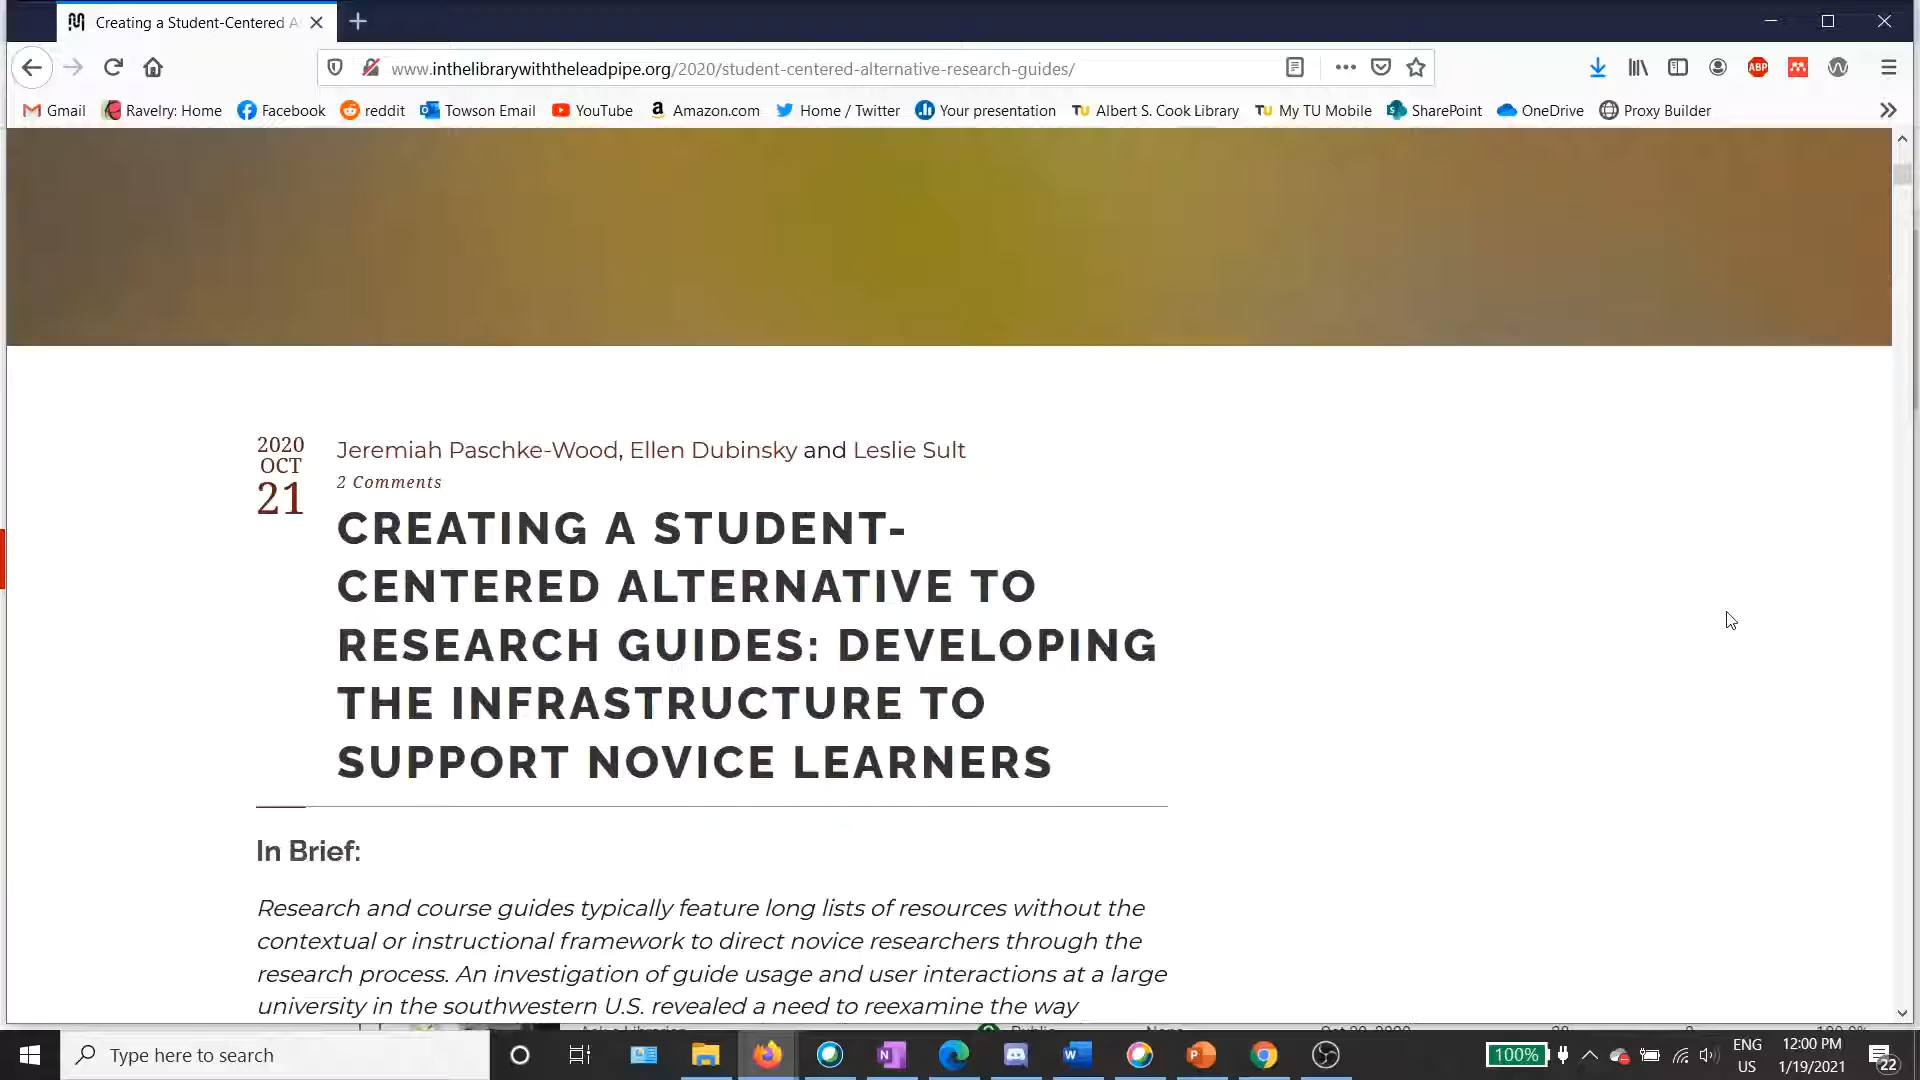 Creating a Student-Centered A
www.inthelibrarywiththeleadpipe.org/2020/student-centered-alternative-research-guides/
ABP
Gmail Ravelry: Home Facebook reddit Towson Email YouTube Amazon.com Home / Twitter Your presentation TU Albert S. Cook Library TU My TU Mobile SharePoint OneDrive Proxy Builder
2020
OCT
21
Jeremiah Paschke-Wood, Ellen Dubinsky and Leslie Sult
2 Comments
CREATING A STUDENT-
CENTERED ALTERNATIVE TO
RESEARCH GUIDES: DEVELOPING
THE INFRASTRUCTURE TO
SUPPORT NOVICE LEARNERS
In Brief:
Research and course guides typically feature long lists of resources without the
contextual or instructional framework to direct novice researchers through the
research process. An investigation of guide usage and user interactions at a large
university in the southwestern U.S. revealed a need to reexamine the way
Type here to search
100%
ENG
US
12:00 PM
1/19/2021
22